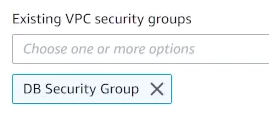 Existing VPC security groups
Choose one or more options
DB Security Group